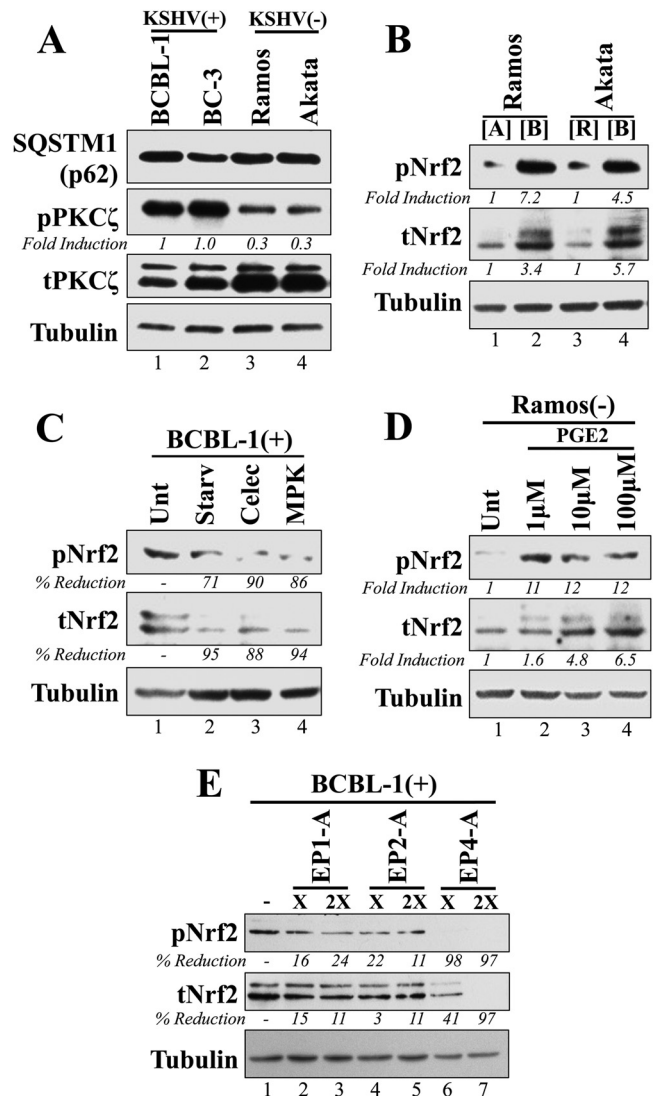 A
KSHV(+) KSHV(-)
BCBL-1 BC-3 Ramos Akata
SQSTM1
(p62)
pPKCζ
Fold Induction 1 1.0 0.3 0.3
tPKCζ
Tubulin
1 2 3 4
B
Ramos Akata
[A] [B] [R] [B]
pNrf2
Fold Induction 1 7.2 1 4.5
tNrf2
Fold Induction 1 3.4 1 5.7
Tubulin
1 2 3 4
C
BCBL-1(+)
Unt Starv Celec MPK
pNrf2
% Reduction - 71 90 86
tNrf2
% Reduction - 95 88 94
Tubulin
1 2 3 4
D
Ramos(-)
PGE2
Unt 1µM 10µM 100µM
pNrf2
Fold Induction 1 11 12 12
tNrf2
Fold Induction 1 1.6 4.8 6.5
Tubulin
1 2 3 4
E
BCBL-1(+)
EP1-A EP2-A EP4-A
- X 2X X 2X X 2X
pNrf2
% Reduction - 16 24 22 11 98 97
tNrf2
% Reduction - 15 11 3 11 41 97
Tubulin
1 2 3 4 5 6 7